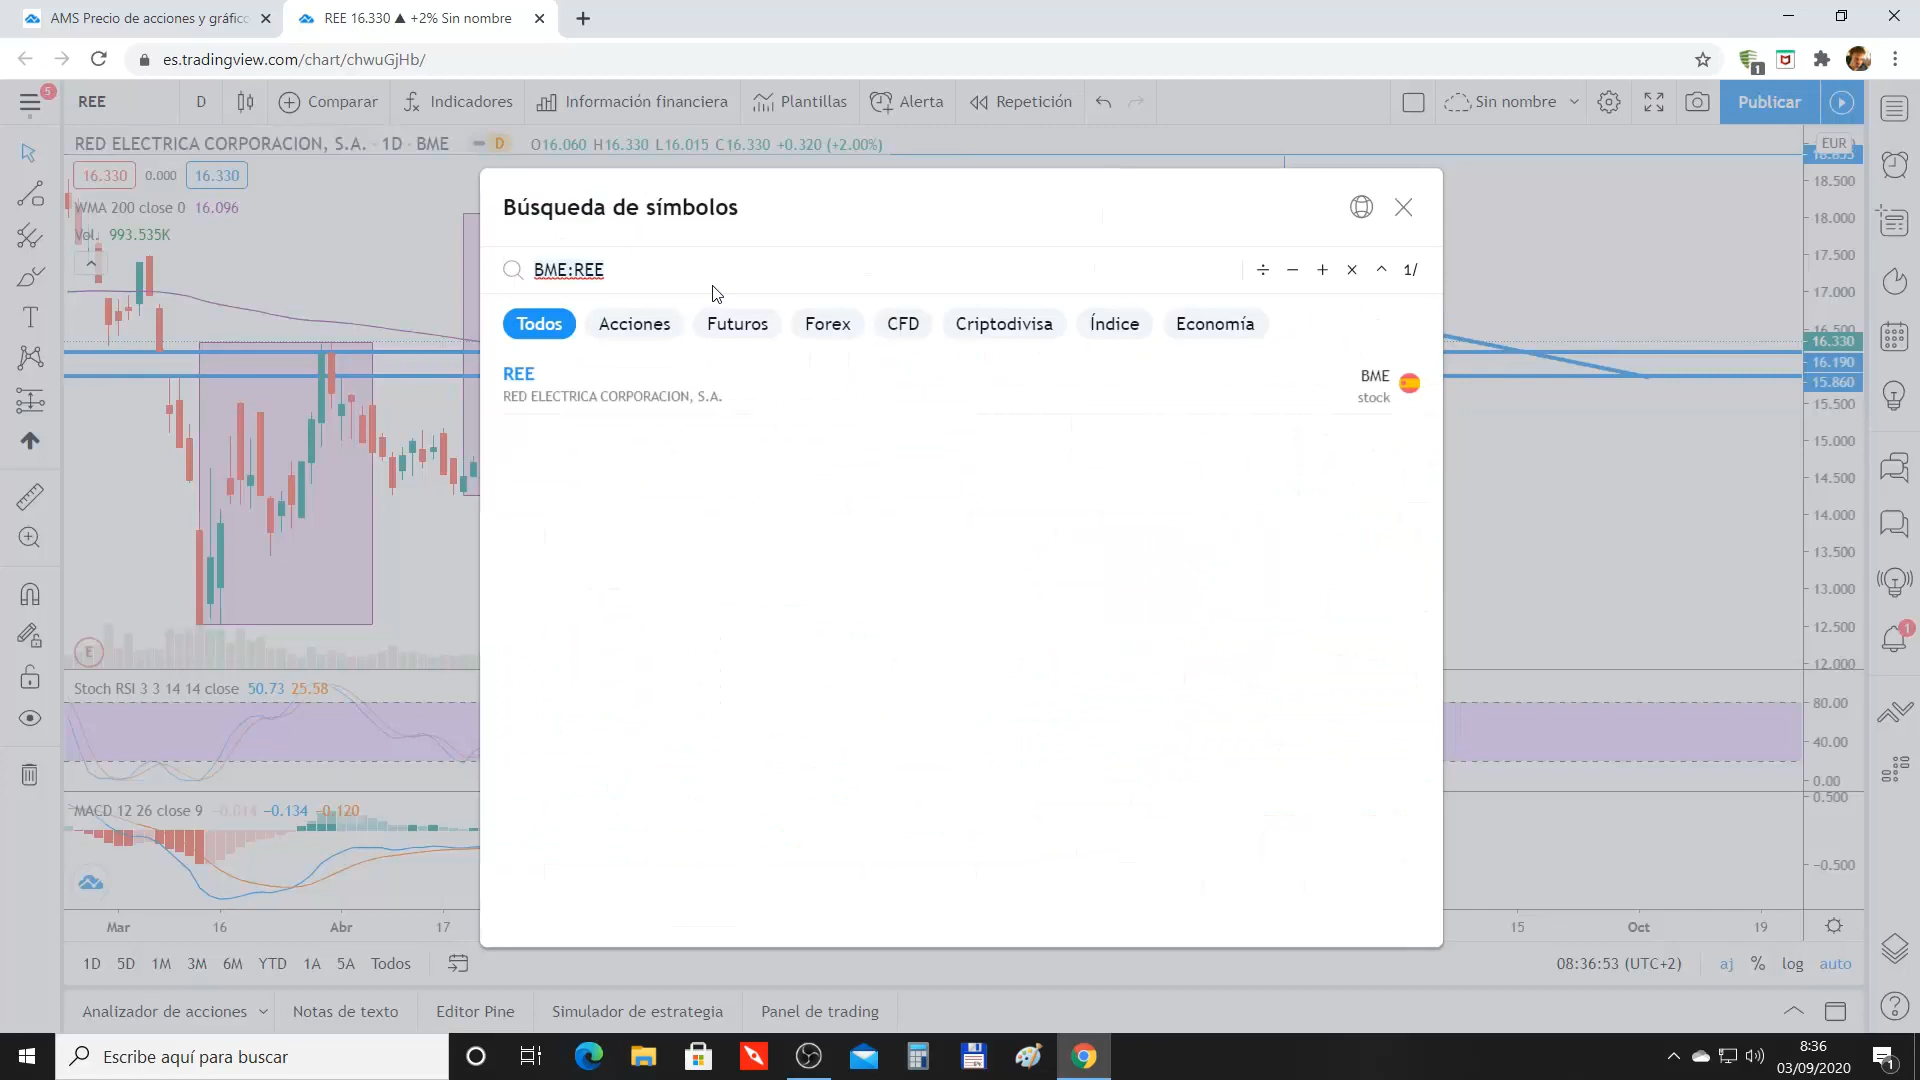 AMS Precio de acciones y gráfico
REE 16.330 ▲ +2% Sin nombre
es.tradingview.com/chart/chwuGjHb/
1
5
REE
D
Comparar
Indicadores
Información financiera
Plantillas
Alerta
Repetición
Sin nombre
Publicar
RED ELECTRICA CORPORACION, S.A. · 1D · BME
D
O16.060 H16.330 L16.015 C16.330 +0.320 (+2.00%)
EUR
16.330
0.000
16.330
WMA 200 close 0 16.096
Vol. 993.535K
Búsqueda de símbolos
BME:REE
÷ − + × ^ 1/
Todos
Acciones
Futuros
Forex
CFD
Criptodivisa
Índice
Economía
REE
RED ELECTRICA CORPORACION, S.A.
BME
stock
18.500
18.000
17.500
17.000
16.500
16.330
16.190
15.860
15.500
15.000
14.500
14.000
13.500
13.000
12.500
12.000
E
1
Stoch RSI 3 3 14 14 close 50.73 25.58
80.00
40.00
0.00
MACD 12 26 close 9 −0.014 −0.134 −0.120
0.500
−0.500
Mar
16
Abr
17
15
Oct
19
1D
5D
1M
3M
6M
YTD
1A
5A
Todos
08:36:53 (UTC+2)
aj
%
log
auto
Analizador de acciones
Notas de texto
Editor Pine
Simulador de estrategia
Panel de trading
Escribe aquí para buscar
8:36
03/09/2020
1